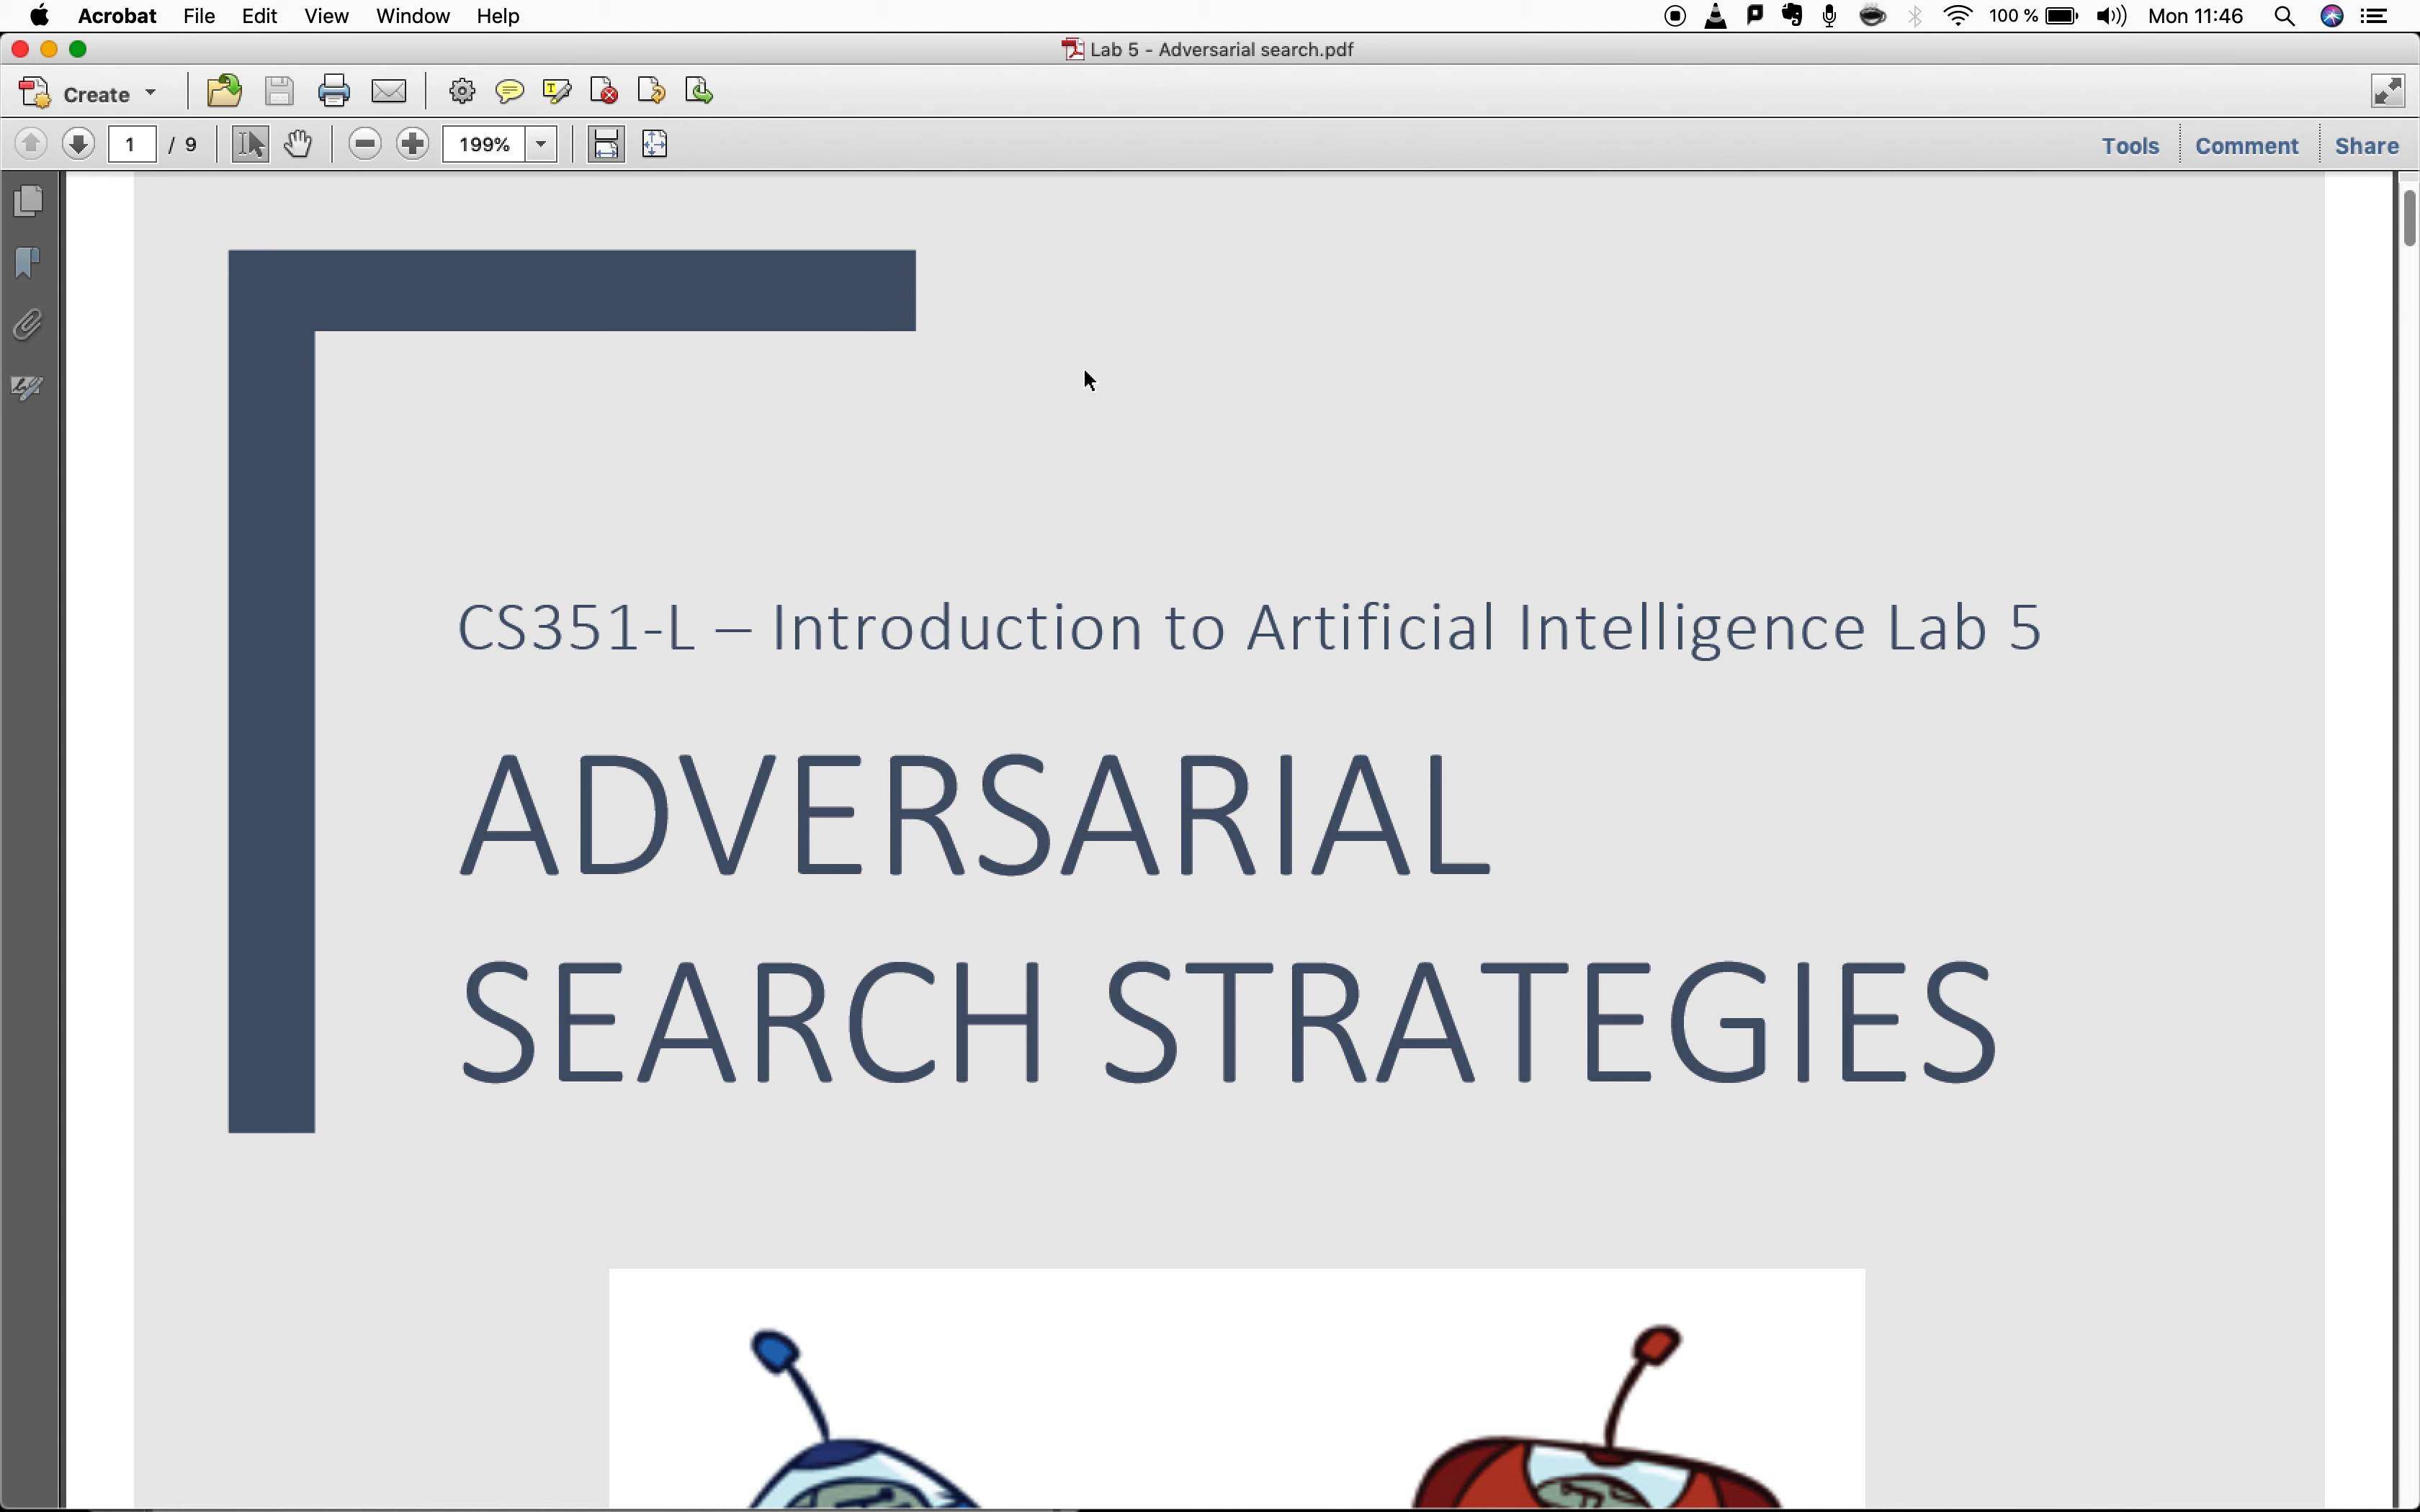 Acrobat File Edit View Window Help 100 % Mon 11:46
Lab 5 - Adversarial search.pdf
Create
1 / 9 199% Tools Comment Share
CS351-L – Introduction to Artificial Intelligence Lab 5
ADVERSARIAL
SEARCH STRATEGIES